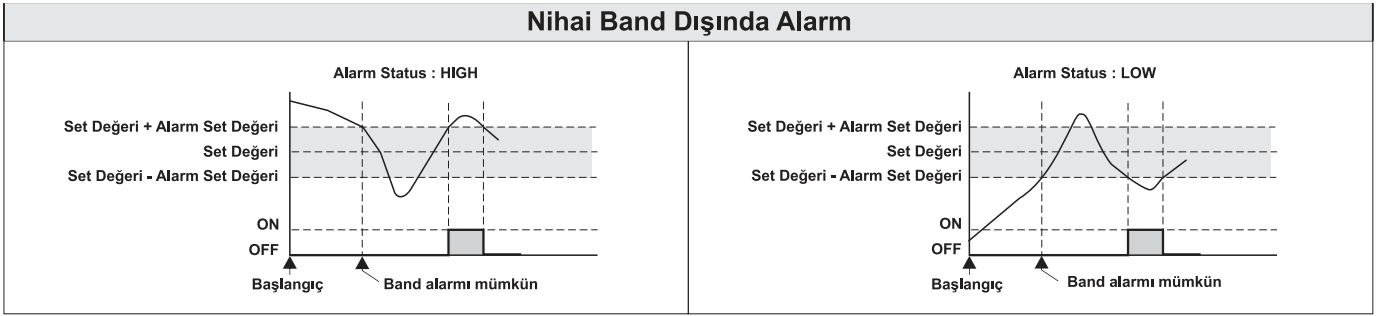 Nihai Band Dışında Alarm
Alarm Status : HIGH
Set Değeri + Alarm Set Değeri
Set Değeri
Set Değeri - Alarm Set Değeri
ON
OFF
Başlangıç
Band alarmı mümkün
Alarm Status : LOW
Set Değeri + Alarm Set Değeri
Set Değeri
Set Değeri - Alarm Set Değeri
ON
OFF
Başlangıç
Band alarmı mümkün